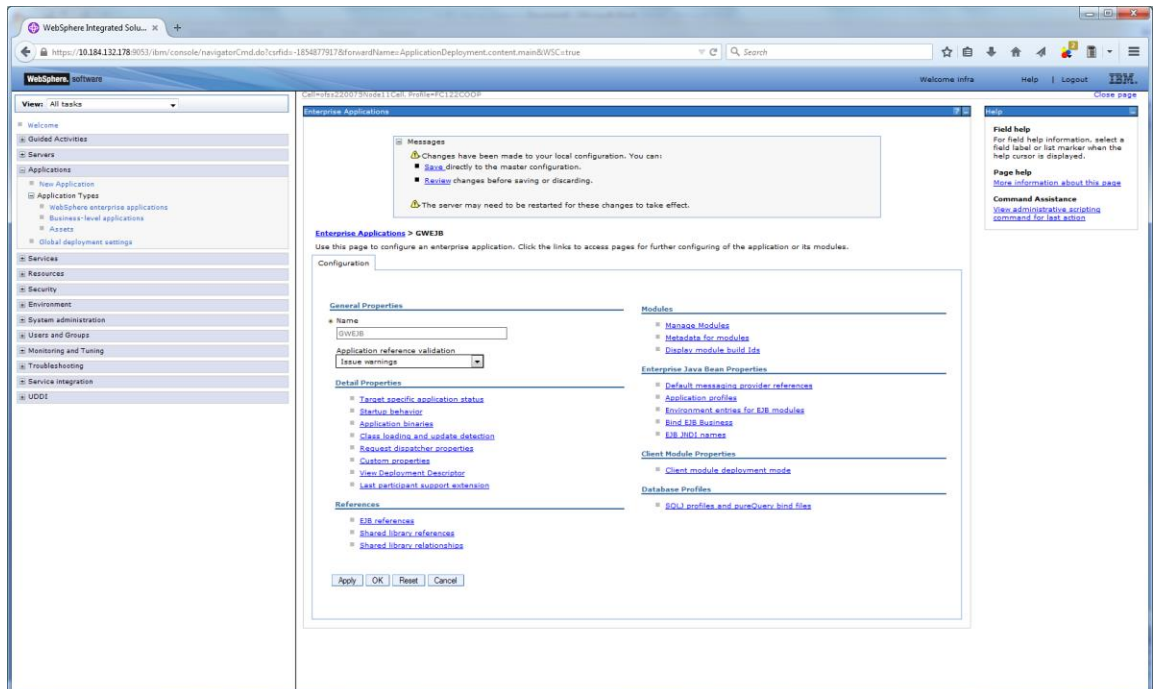 WebSphere Integrated Solu...
https://10.184.132.178:9053/ibm/console/navigatorCmd.do?csrfid=-1854877917&forwardName=ApplicationDeployment.content.main&WSC=true
Search
WebSphere. software
Welcome infra
Help | Logout
IBM.
View: All tasks
Welcome
Guided Activities
Servers
Applications
New Application
Application Types
WebSphere enterprise applications
Business-level applications
Assets
Global deployment settings
Services
Resources
Security
Environment
System administration
Users and Groups
Monitoring and Tuning
Troubleshooting
Service integration
UDDI
Cell=ofss220075Node11Cell, Profile=FC122COOP
Close page
Enterprise Applications
Messages
Changes have been made to your local configuration. You can:
Save directly to the master configuration.
Review changes before saving or discarding.
The server may need to be restarted for these changes to take effect.
Enterprise Applications > GWEJB
Use this page to configure an enterprise application. Click the links to access pages for further configuring of the application or its modules.
Configuration
General Properties
Name
GWEJB
Application reference validation
Issue warnings
Detail Properties
Target specific application status
Startup behavior
Application binaries
Class loading and update detection
Request dispatcher properties
Custom properties
View Deployment Descriptor
Last participant support extension
References
EJB references
Shared library references
Shared library relationships
Apply OK Reset Cancel
Modules
Manage Modules
Metadata for modules
Display module build Ids
Enterprise Java Bean Properties
Default messaging provider references
Application profiles
Environment entries for EJB modules
Bind EJB Business
EJB JNDI names
Client Module Properties
Client module deployment mode
Database Profiles
SQLJ profiles and pureQuery bind files
Help
Field help
For field help information, select a
field label or list marker when the
help cursor is displayed.
Page help
More information about this page
Command Assistance
View administrative scripting
command for last action